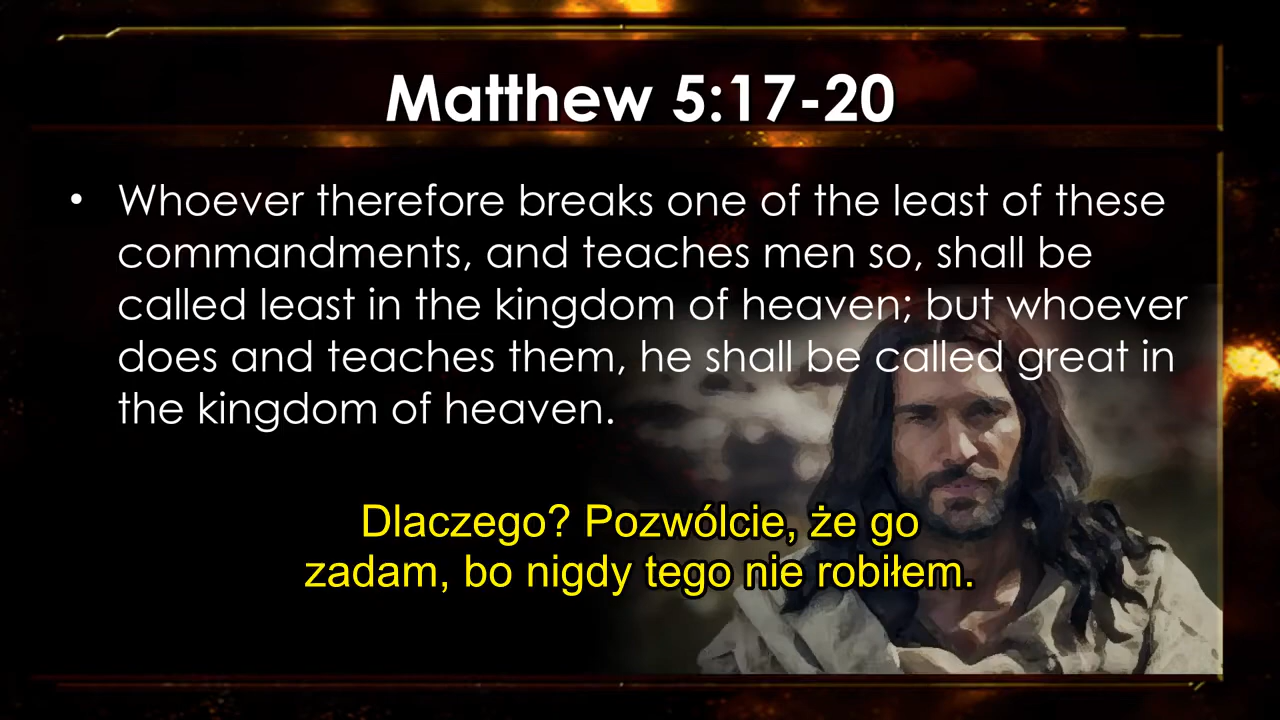 Matthew 5:17-20
• Whoever therefore breaks one of the least of these
commandments, and teaches men so, shall be
called least in the kingdom of heaven; but whoever
does and teaches them, he shall be called great in
the kingdom of heaven.
Dlaczego? Pozwólcie, że go
zadam, bo nigdy tego nie robiłem.